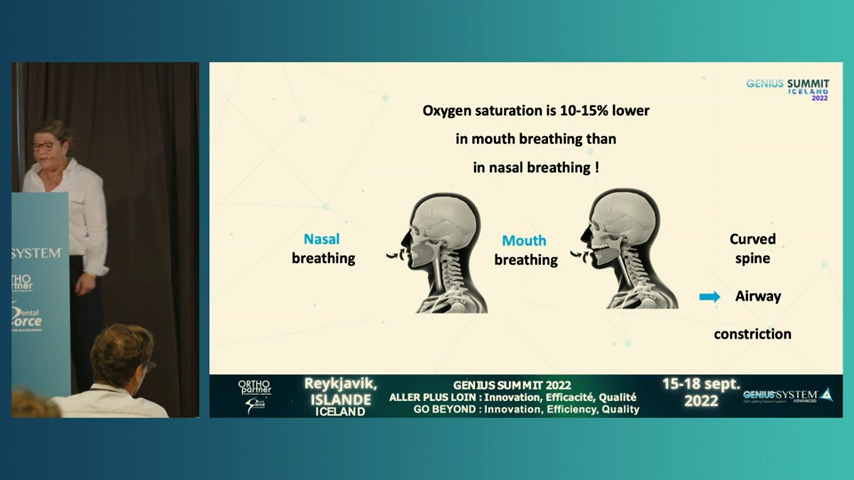 GENIUS SUMMIT
ICELAND
2022
Oxygen saturation is 10-15% lower
in mouth breathing than
in nasal breathing !
Nasal
breathing
Mouth
breathing
Curved
spine
Airway
constriction
SYSTEM
Reykjavik,
ISLANDE
ICELAND
GENIUS SUMMIT 2022
ALLER PLUS LOIN : Innovation, Efficacité, Qualité
GO BEYOND : Innovation, Efficiency, Quality
15-18 sept.
2022
ORTHO
partner
GENIUS SYSTEM
ADVANCED